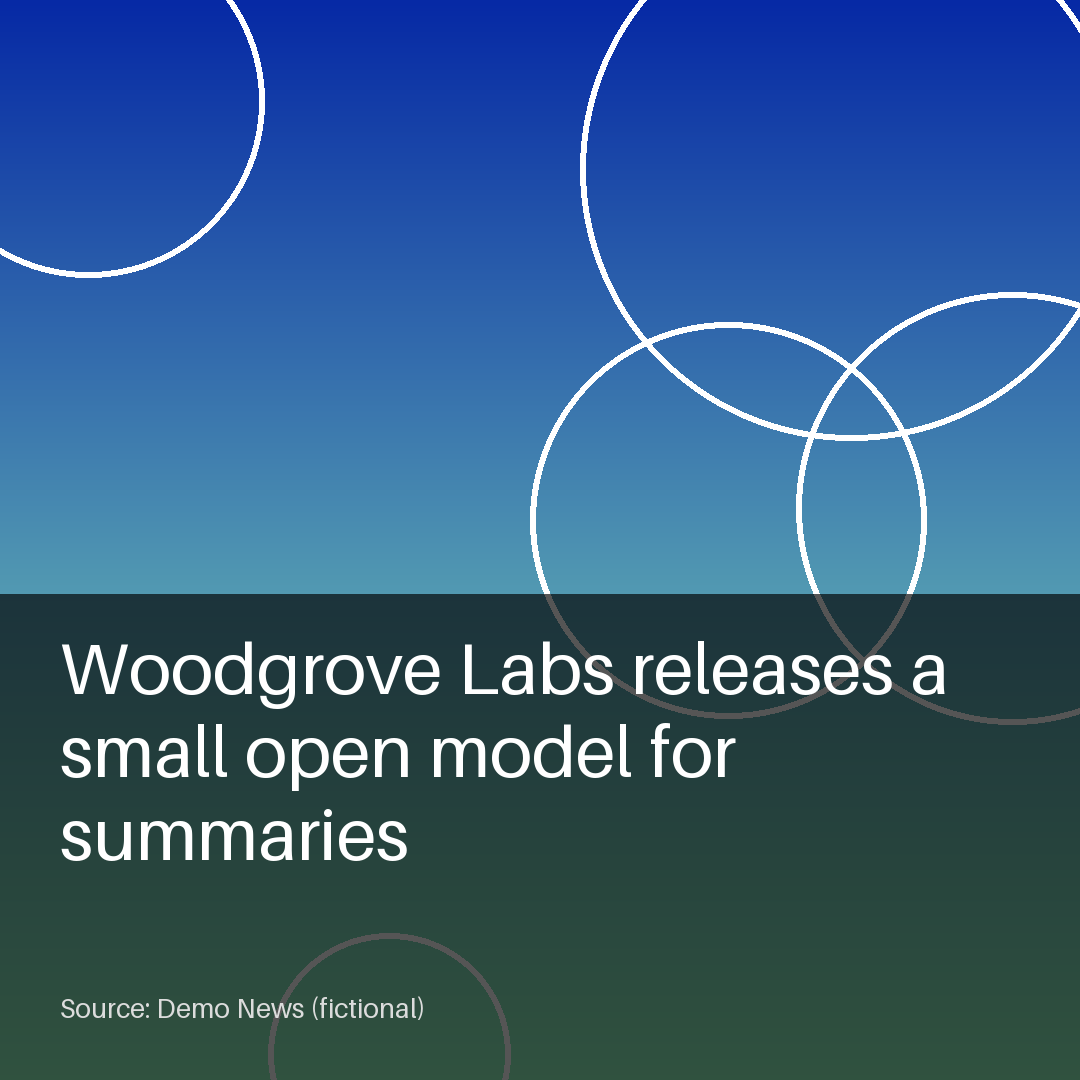 Woodgrove Labs releases a
small open model for
summaries
Source: Demo News (fictional)